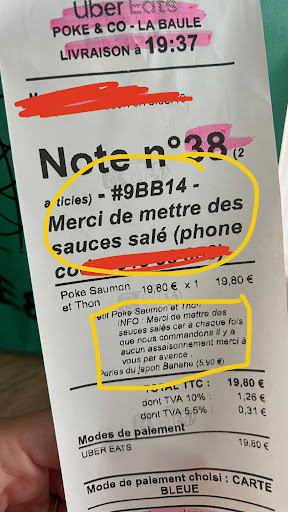 Uber Eats
POKE & CO - LA BAULE
LIVRAISON à 19:37
Note n°38 (2
articles) - #9BB14 -
Merci de mettre des
sauces salé (phone
Poke Saumon 19,80 € x 1 19,80 €
et Thon
Poke Saumon et Thon
INFO : Merci de mettre des
sauces salés car à chaque fois
que nous commandons il y a
aucun assaisonnement merci à
vous par avance .
Perles du Japon Banane (5,90 €)
TOTAL TTC : 19,80 €
dont TVA 10% : 1,26 €
dont TVA 5.5% : 0,31 €
Modes de paiement
UBER EATS 19,80 €
Mode de paiement choisi : CARTE
BLEUE